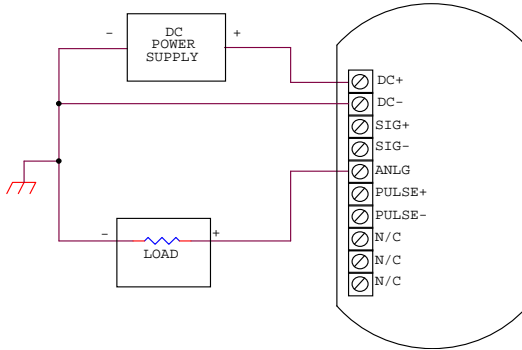 - DC +
POWER
SUPPLY
DC+
DC-
SIG+
SIG-
ANLG
PULSE+
PULSE-
N/C
N/C
N/C
- +
LOAD